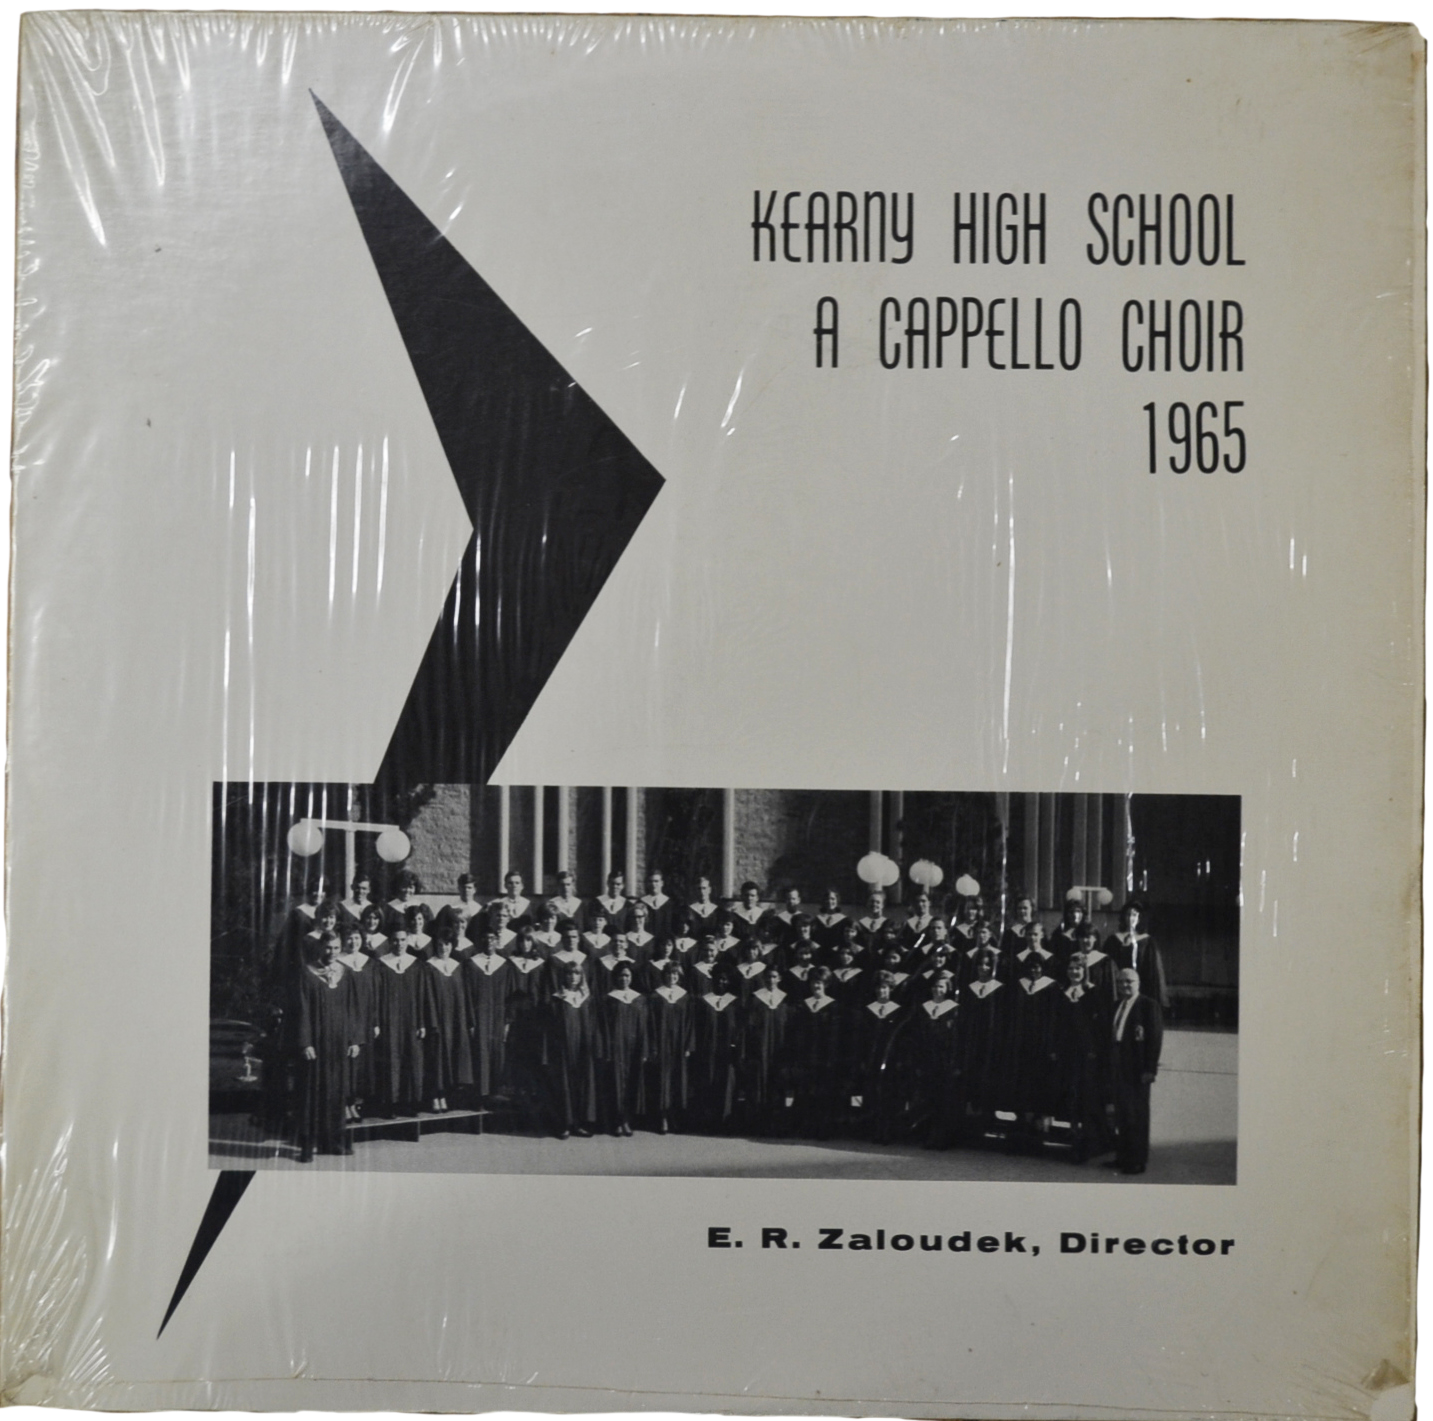 KEARNY HIGH SCHOOL
A CAPPELLO CHOIR
1965
E. R. Zaloudek, Director